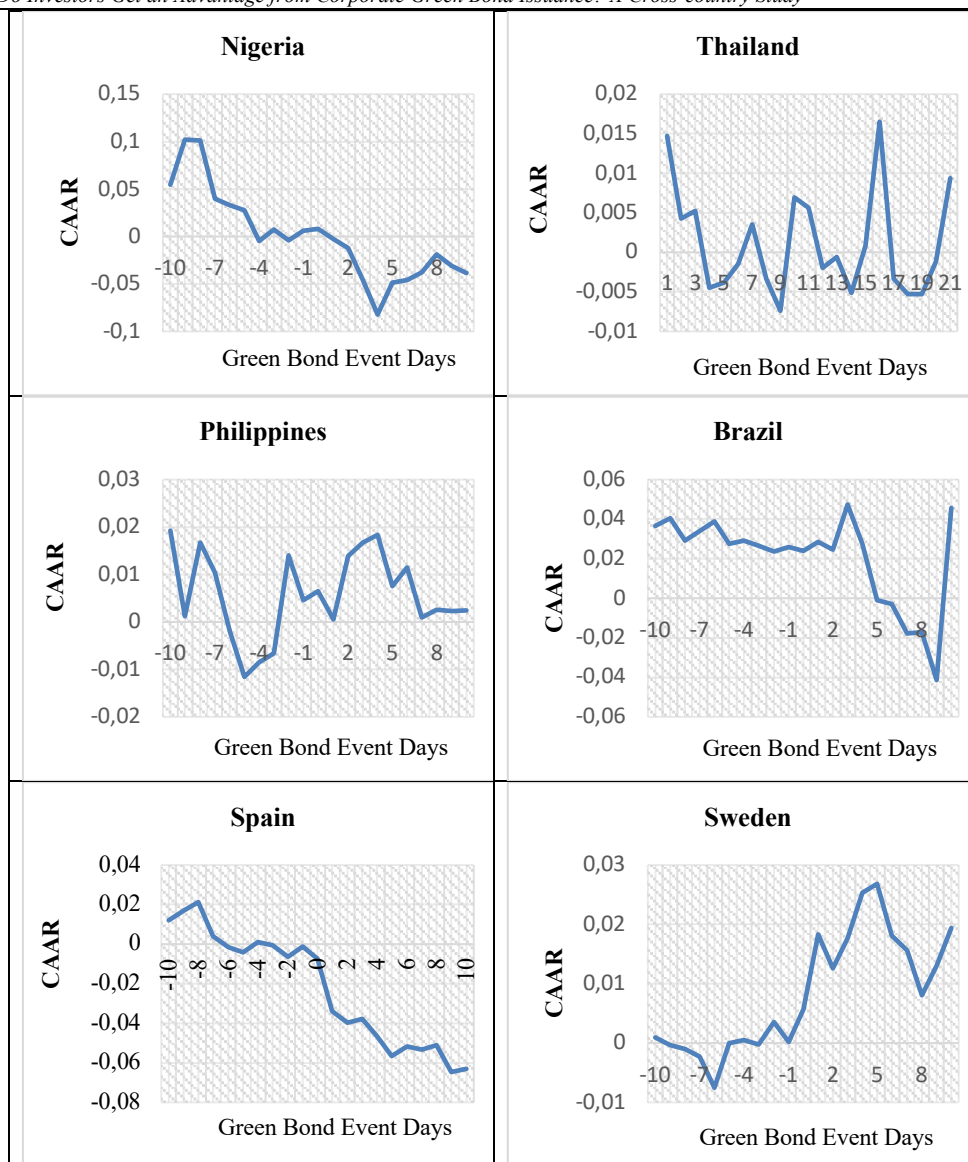 Do Investors Get an Advantage from Corporate Green Bond Issuance? A Cross-country Study
Nigeria
0,15
0,1
0,05
0
-0,05
-0,1
CAAR
-10 -7 -4 -1 2 5 8
Green Bond Event Days
Thailand
0,02
0,015
0,01
0,005
0
-0,005
-0,01
CAAR
1 3 5 7 9 11 13 15 17 19 21
Green Bond Event Days
Philippines
0,03
0,02
0,01
0
-0,01
-0,02
CAAR
-10 -7 -4 -1 2 5 8
Green Bond Event Days
Brazil
0,06
0,04
0,02
0
-0,02
-0,04
-0,06
CAAR
-10 -7 -4 -1 2 5 8
Green Bond Event Days
Spain
0,04
0,02
0
-0,02
-0,04
-0,06
-0,08
CAAR
-10 -8 -6 -4 -2 0 2 4 6 8 10
Green Bond Event Days
Sweden
0,03
0,02
0,01
0
-0,01
CAAR
-10 -7 -4 -1 2 5 8
Green Bond Event Days